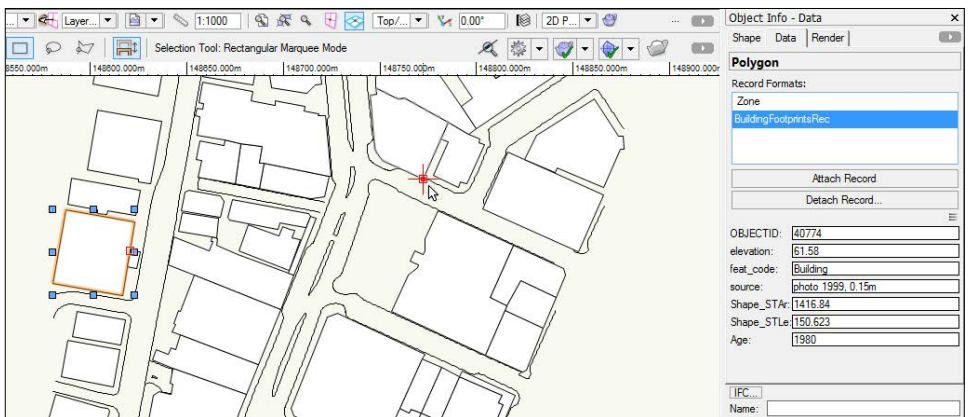 Layer...
1:1000
Top/...
0.00°
2D P...
...
Selection Tool: Rectangular Marquee Mode
8550.000m 148600.000m 148650.000m 148700.000m 148750.000m 148800.000m 148850.000m 148900.000m
Object Info - Data
Shape Data Render
Polygon
Record Formats:
Zone
BuildingFootprintsRec
Attach Record
Detach Record...
OBJECTID: 40774
elevation: 61.58
feat_code: Building
source: photo 1999, 0.15m
Shape_STAr: 1416.84
Shape_STLe: 150.623
Age: 1980
IFC...
Name: